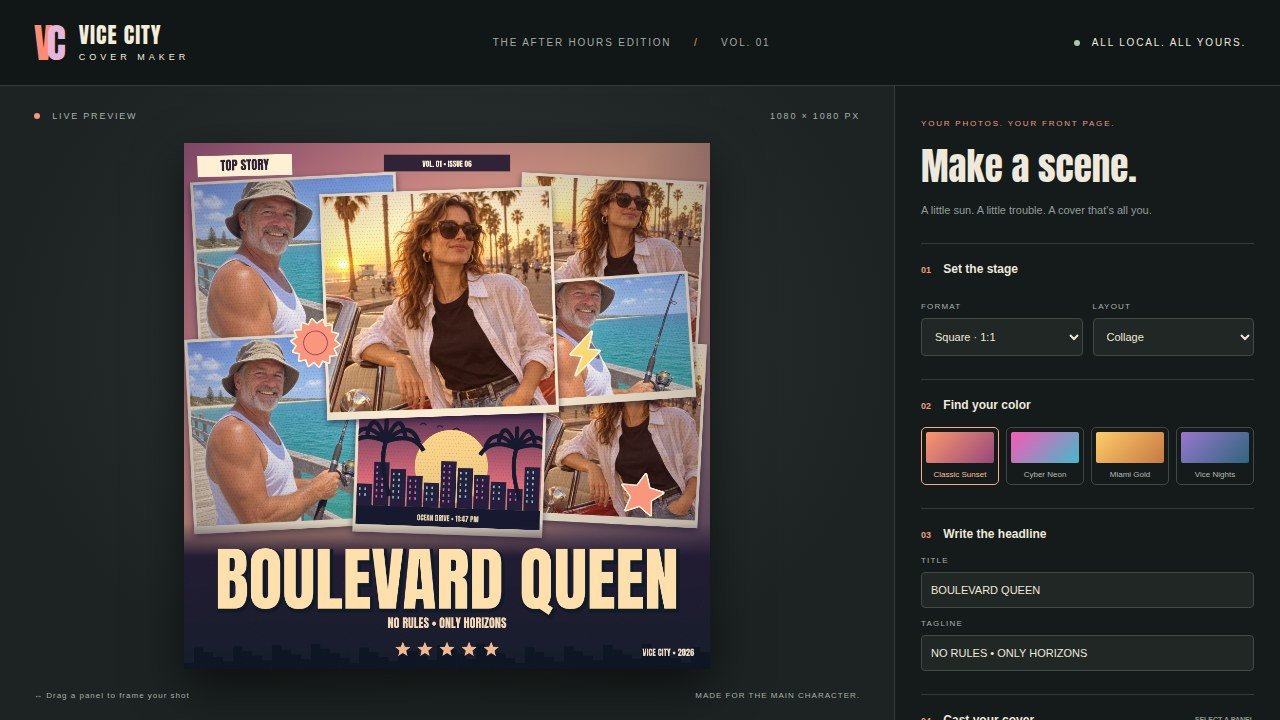 VC
VICE CITY
COVER MAKER
THE AFTER HOURS EDITION / VOL. 01
ALL LOCAL. ALL YOURS.
LIVE PREVIEW
1080 × 1080 PX
TOP STORY
VOL. 01 • ISSUE 06
OCEAN DRIVE • 11:47 PM
BOULEVARD QUEEN
NO RULES • ONLY HORIZONS
VICE CITY • 2026
↔ Drag a panel to frame your shot
MADE FOR THE MAIN CHARACTER.
YOUR PHOTOS. YOUR FRONT PAGE.
Make a scene.
A little sun. A little trouble. A cover that's all you.
01 Set the stage
FORMAT
LAYOUT
Square · 1:1
Collage
02 Find your color
Classic Sunset
Cyber Neon
Miami Gold
Vice Nights
03 Write the headline
TITLE
BOULEVARD QUEEN
TAGLINE
NO RULES • ONLY HORIZONS
04 Cast your cover
SELECT A PANEL